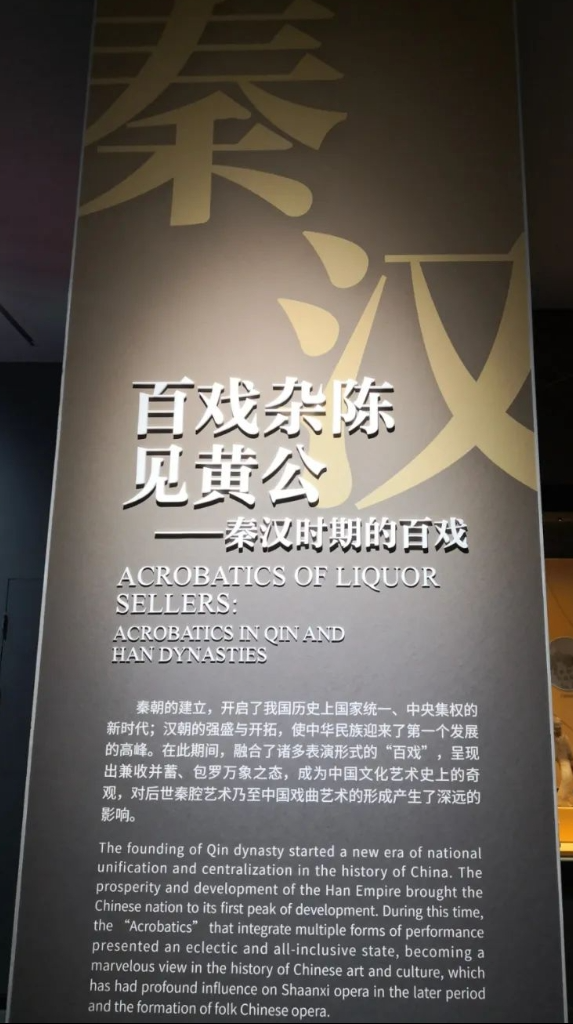 秦
汉
百戏杂陈
见黄公
——秦汉时期的百戏
ACROBATICS OF LIQUOR
SELLERS:
ACROBATICS IN QIN AND
HAN DYNASTIES
秦朝的建立，开启了我国历史上国家统一、中央集权的
新时代；汉朝的强盛与开拓，使中华民族迎来了第一个发展
的高峰。在此期间，融合了诸多表演形式的“百戏”，呈现
出兼收并蓄、包罗万象之态，成为中国文化艺术史上的奇
观，对后世秦腔艺术乃至中国戏曲艺术的形成产生了深远的
影响。
The founding of Qin dynasty started a new era of national
unification and centralization in the history of China. The
prosperity and development of the Han Empire brought the
Chinese nation to its first peak of development. During this time,
the “Acrobatics” that integrate multiple forms of performance
presented an eclectic and all-inclusive state, becoming a
marvelous view in the history of Chinese art and culture, which
has had profound influence on Shaanxi opera in the later period
and the formation of folk Chinese opera.